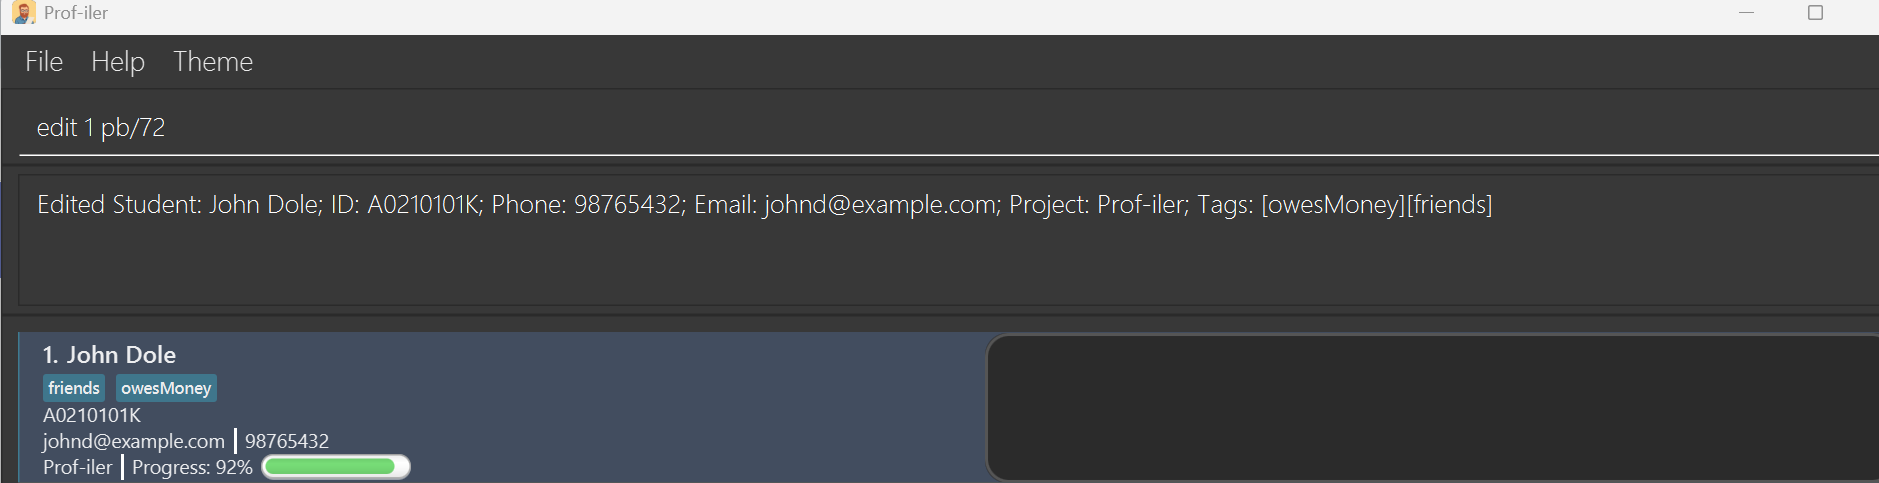 Prof-iler
File Help Theme
edit 1 pb/72
Edited Student: John Dole; ID: A0210101K; Phone: 98765432; Email: johnd@example.com; Project: Prof-iler; Tags: [owesMoney][friends]
1. John Dole
friends owesMoney
A0210101K
johnd@example.com | 98765432
Prof-iler | Progress: 92%